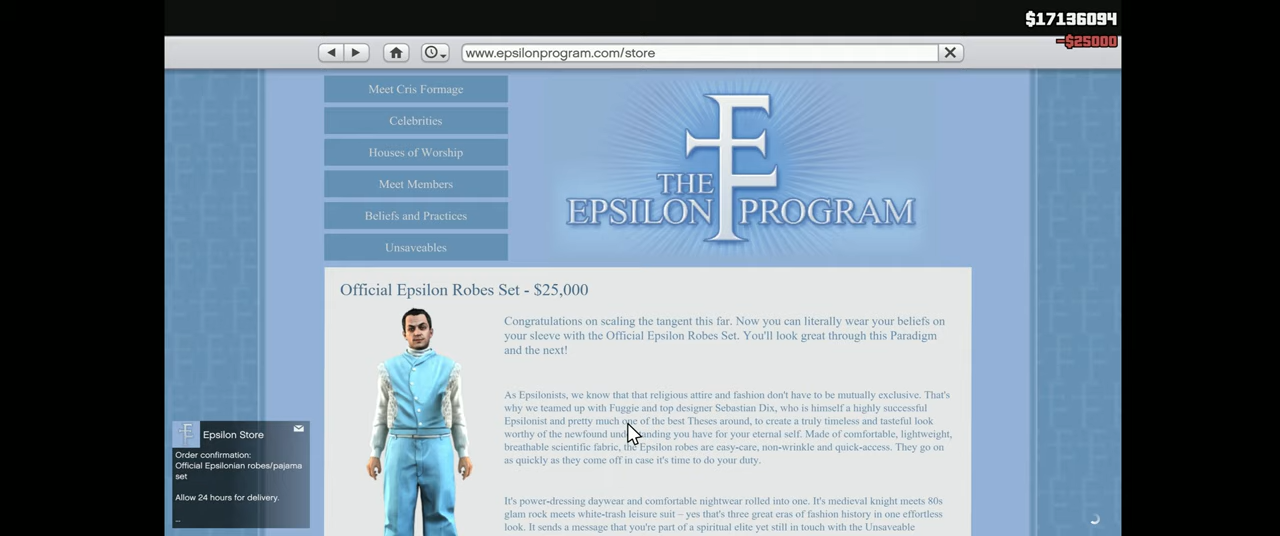 $17136094
-$25000
www.epsilonprogram.com/store
Meet Cris Formage
Celebrities
Houses of Worship
Meet Members
Beliefs and Practices
Unsaveables
THE
EPSILON PROGRAM
Official Epsilon Robes Set - $25,000
Congratulations on scaling the tangent this far. Now you can literally wear your beliefs on
your sleeve with the Official Epsilon Robes Set. You'll look great through this Paradigm
and the next!
As Epsilonists, we know that that religious attire and fashion don't have to be mutually exclusive. That's
why we teamed up with Fuggie and top designer Sebastian Dix, who is himself a highly successful
Epsilonist and pretty much one of the best Theses around, to create a truly timeless and tasteful look
worthy of the newfound understanding you have for your eternal self. Made of comfortable, lightweight,
breathable scientific fabric, the Epsilon robes are easy-care, non-wrinkle and quick-access. They go on
as quickly as they come off in case it's time to do your duty.
It's power-dressing daywear and comfortable nightwear rolled into one. It's medieval knight meets 80s
glam rock meets white-trash leisure suit – yes that's three great eras of fashion history in one effortless
look. It sends a message that you're part of a spiritual elite yet still in touch with the Unsaveable
Epsilon Store
Order confirmation:
Official Epsilonian robes/pajama
set
Allow 24 hours for delivery.
...